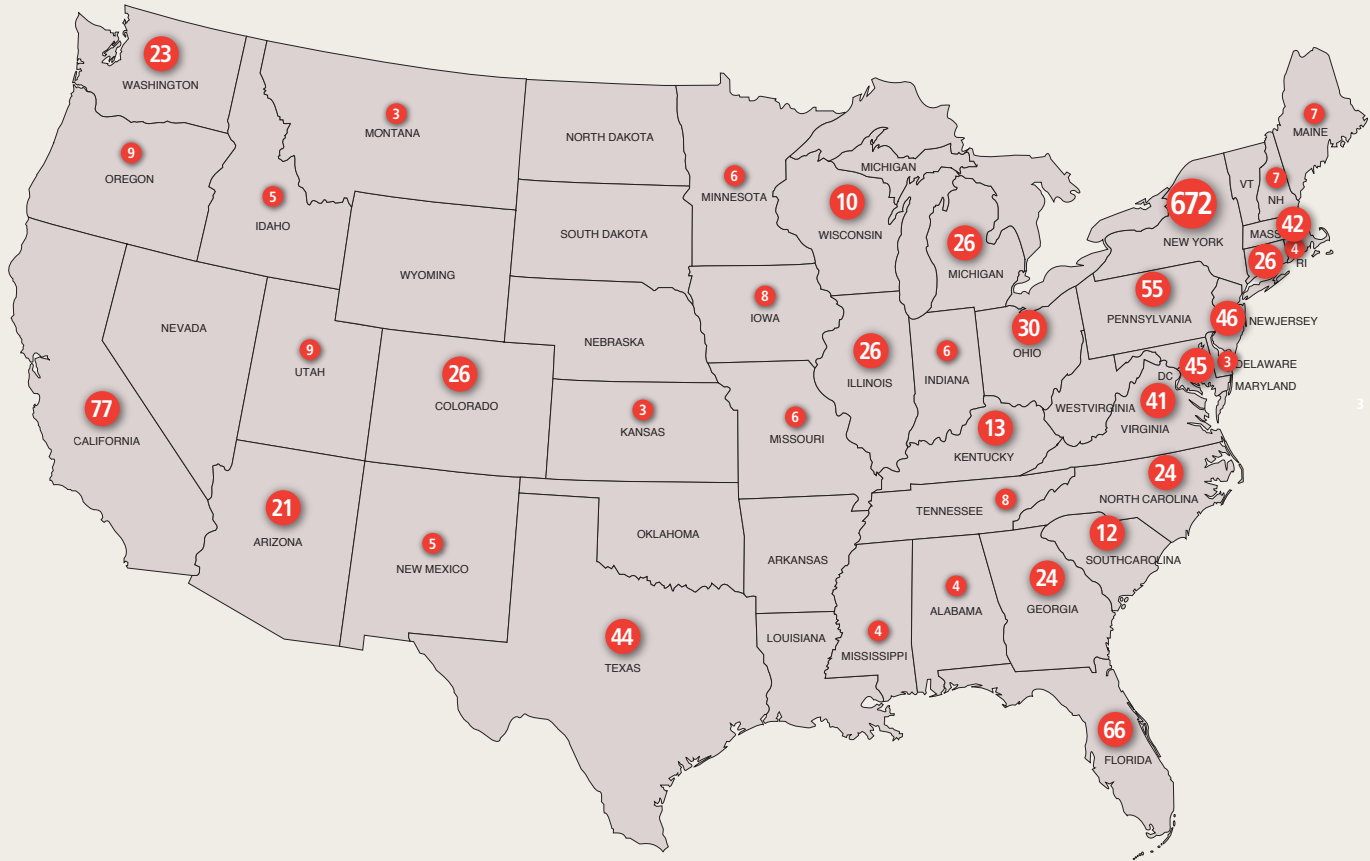 23
WASHINGTON
3
MONTANA
NORTH DAKOTA
7
MAINE
9
OREGON
5
IDAHO
6
MINNESOTA
MICHIGAN
VT
7
NH
10
WISCONSIN
672
NEW YORK
SOUTH DAKOTA
26
MICHIGAN
MASS
42
4
RI
26
WYOMING
8
IOWA
55
PENNSYLVANIA
NEVADA
46
NEWJERSEY
30
OHIO
NEBRASKA
9
UTAH
26
COLORADO
26
ILLINOIS
6
INDIANA
DC
45
3
DELAWARE
MARYLAND
77
CALIFORNIA
3
KANSAS
6
MISSOURI
13
KENTUCKY
WESTVIRGINIA
41
VIRGINIA
3
24
NORTH CAROLINA
21
ARIZONA
5
NEW MEXICO
OKLAHOMA
ARKANSAS
TENNESSEE
8
12
SOUTHCAROLINA
4
ALABAMA
24
GEORGIA
44
TEXAS
LOUISIANA
4
MISSISSIPPI
66
FLORIDA